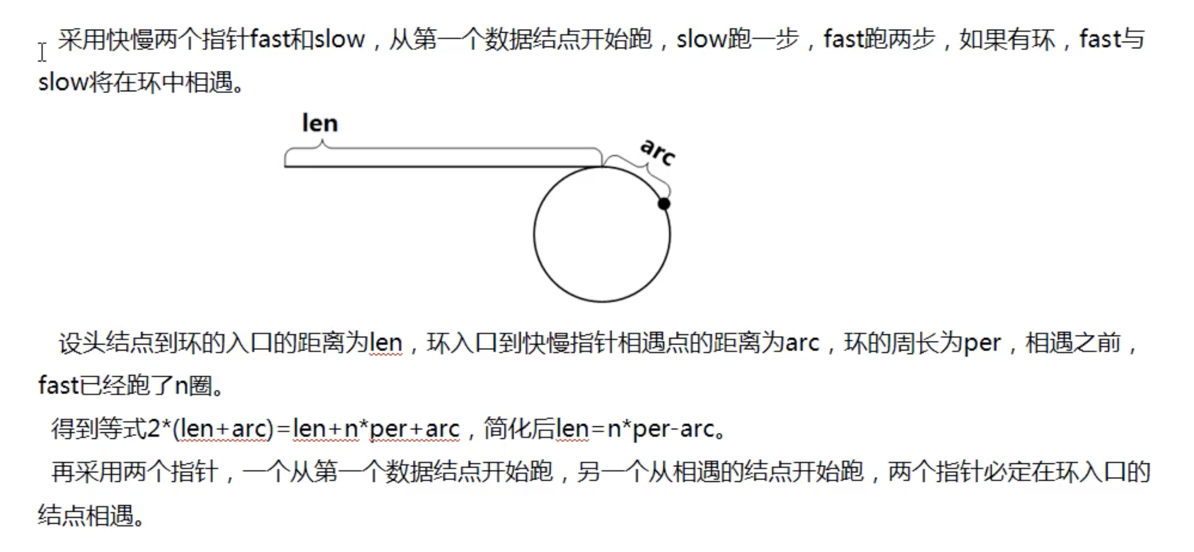 采用快慢两个指针fast和slow，从第一个数据结点开始跑，slow跑一步，fast跑两步，如果有环，fast与
slow将在环中相遇。
len
arc
设头结点到环的入口的距离为len，环入口到快慢指针相遇点的距离为arc，环的周长为per，相遇之前，
fast已经跑了n圈。
得到等式2*(len+arc)=len+n*per+arc，简化后len=n*per-arc。
再采用两个指针，一个从第一个数据结点开始跑，另一个从相遇的结点开始跑，两个指针必定在环入口的
结点相遇。